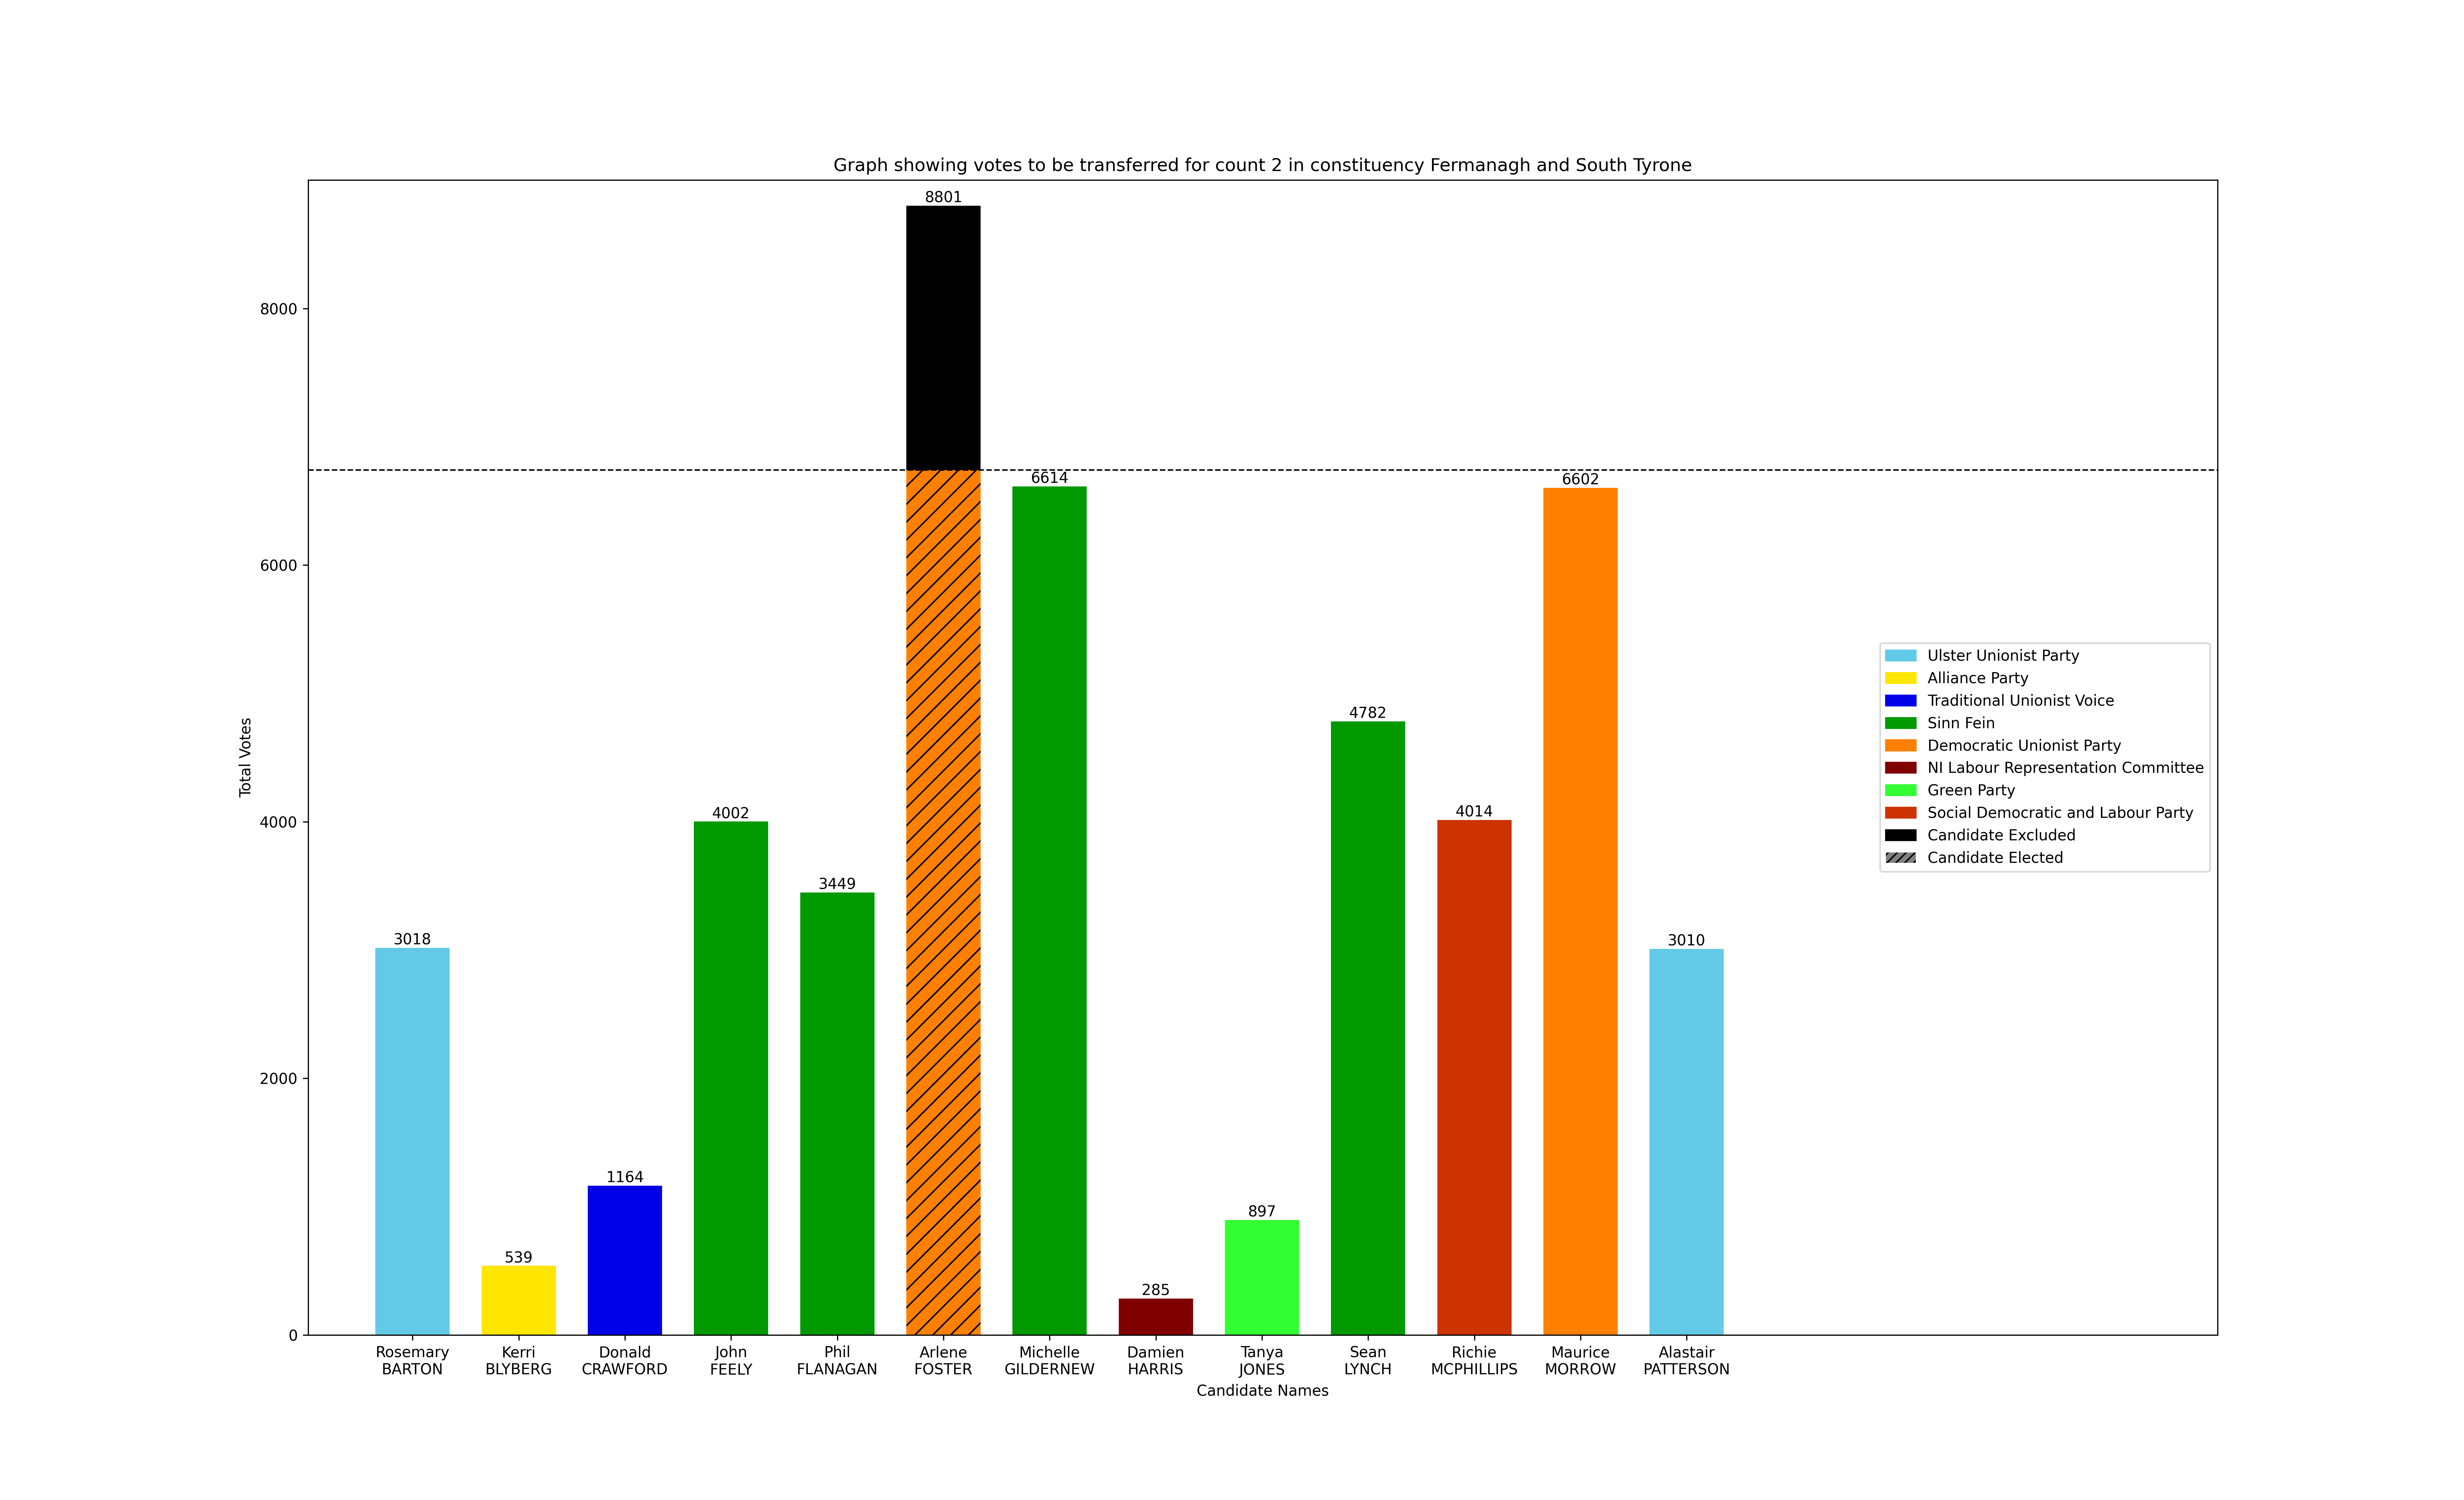 Graph showing votes to be transferred for count 2 in constituency Fermanagh and South Tyrone
8801
8000
6614
6602
6000
4782
4002
4014
4000
3449
3018
3010
2000
1164
539
897
285
0
Total Votes
Ulster Unionist Party
Alliance Party
Traditional Unionist Voice
Sinn Fein
Democratic Unionist Party
NI Labour Representation Committee
Green Party
Social Democratic and Labour Party
Candidate Excluded
Candidate Elected
Rosemary
BARTON
Kerri
BLYBERG
Donald
CRAWFORD
John
FEELY
Phil
FLANAGAN
Arlene
FOSTER
Michelle
GILDERNEW
Damien
HARRIS
Tanya
JONES
Sean
LYNCH
Richie
MCPHILLIPS
Maurice
MORROW
Alastair
PATTERSON
Candidate Names